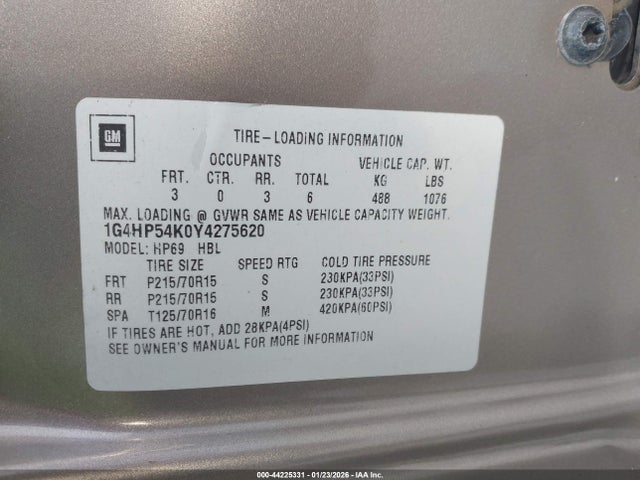 GM
TIRE-LOADING INFORMATION
OCCUPANTS VEHICLE CAP. WT.
FRT. CTR. RR. TOTAL KG LBS
3 0 3 6 488 1076
MAX. LOADING @ GVWR SAME AS VEHICLE CAPACITY WEIGHT.
1G4HP54K0Y4275620
MODEL: HP69 HBL
TIRE SIZE SPEED RTG COLD TIRE PRESSURE
FRT P215/70R15 S 230KPA(33PSI)
RR P215/70R15 S 230KPA(33PSI)
SPA T125/70R16 M 420KPA(60PSI)
IF TIRES ARE HOT, ADD 28KPA(4PSI)
SEE OWNER'S MANUAL FOR MORE INFORMATION
000-44225331 - 01/23/2026 - IAA Inc.